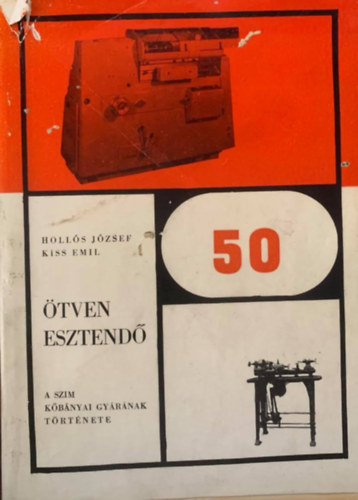 HOLLÓS JÓZSEF
KISS EMIL
50
ÖTVEN
ESZTENDŐ
A SZIM
KŐBÁNYAI GYÁRÁNAK
TÖRTÉNETE